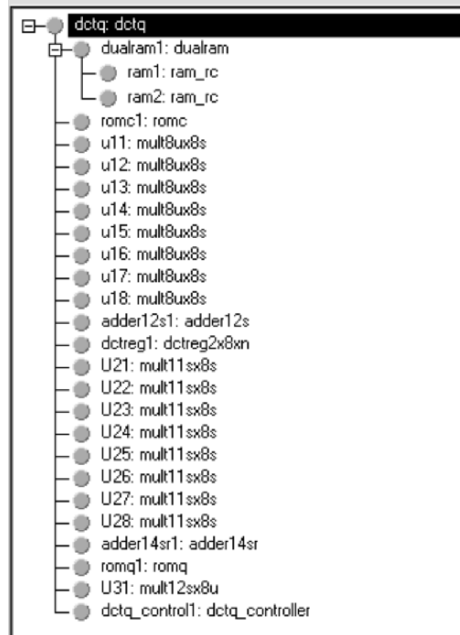 dctq: dctq
dualram1: dualram
ram1: ram_rc
ram2: ram_rc
romc1: romc
u11: mult8ux8s
u12: mult8ux8s
u13: mult8ux8s
u14: mult8ux8s
u15: mult8ux8s
u16: mult8ux8s
u17: mult8ux8s
u18: mult8ux8s
adder12s1: adder12s
dctreg1: dctreg2x8xn
U21: mult11sx8s
U22: mult11sx8s
U23: mult11sx8s
U24: mult11sx8s
U25: mult11sx8s
U26: mult11sx8s
U27: mult11sx8s
U28: mult11sx8s
adder14sr1: adder14sr
romq1: romq
U31: mult12sx8u
dctq_control1: dctq_controller